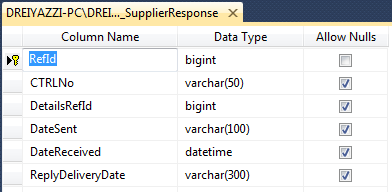 DREIYAZZI-PC\DREI..._SupplierResponse
Column Name Data Type Allow Nulls
RefId bigint
CTRLNo varchar(50)
DetailsRefId bigint
DateSent varchar(100)
DateReceived datetime
ReplyDeliveryDate varchar(300)